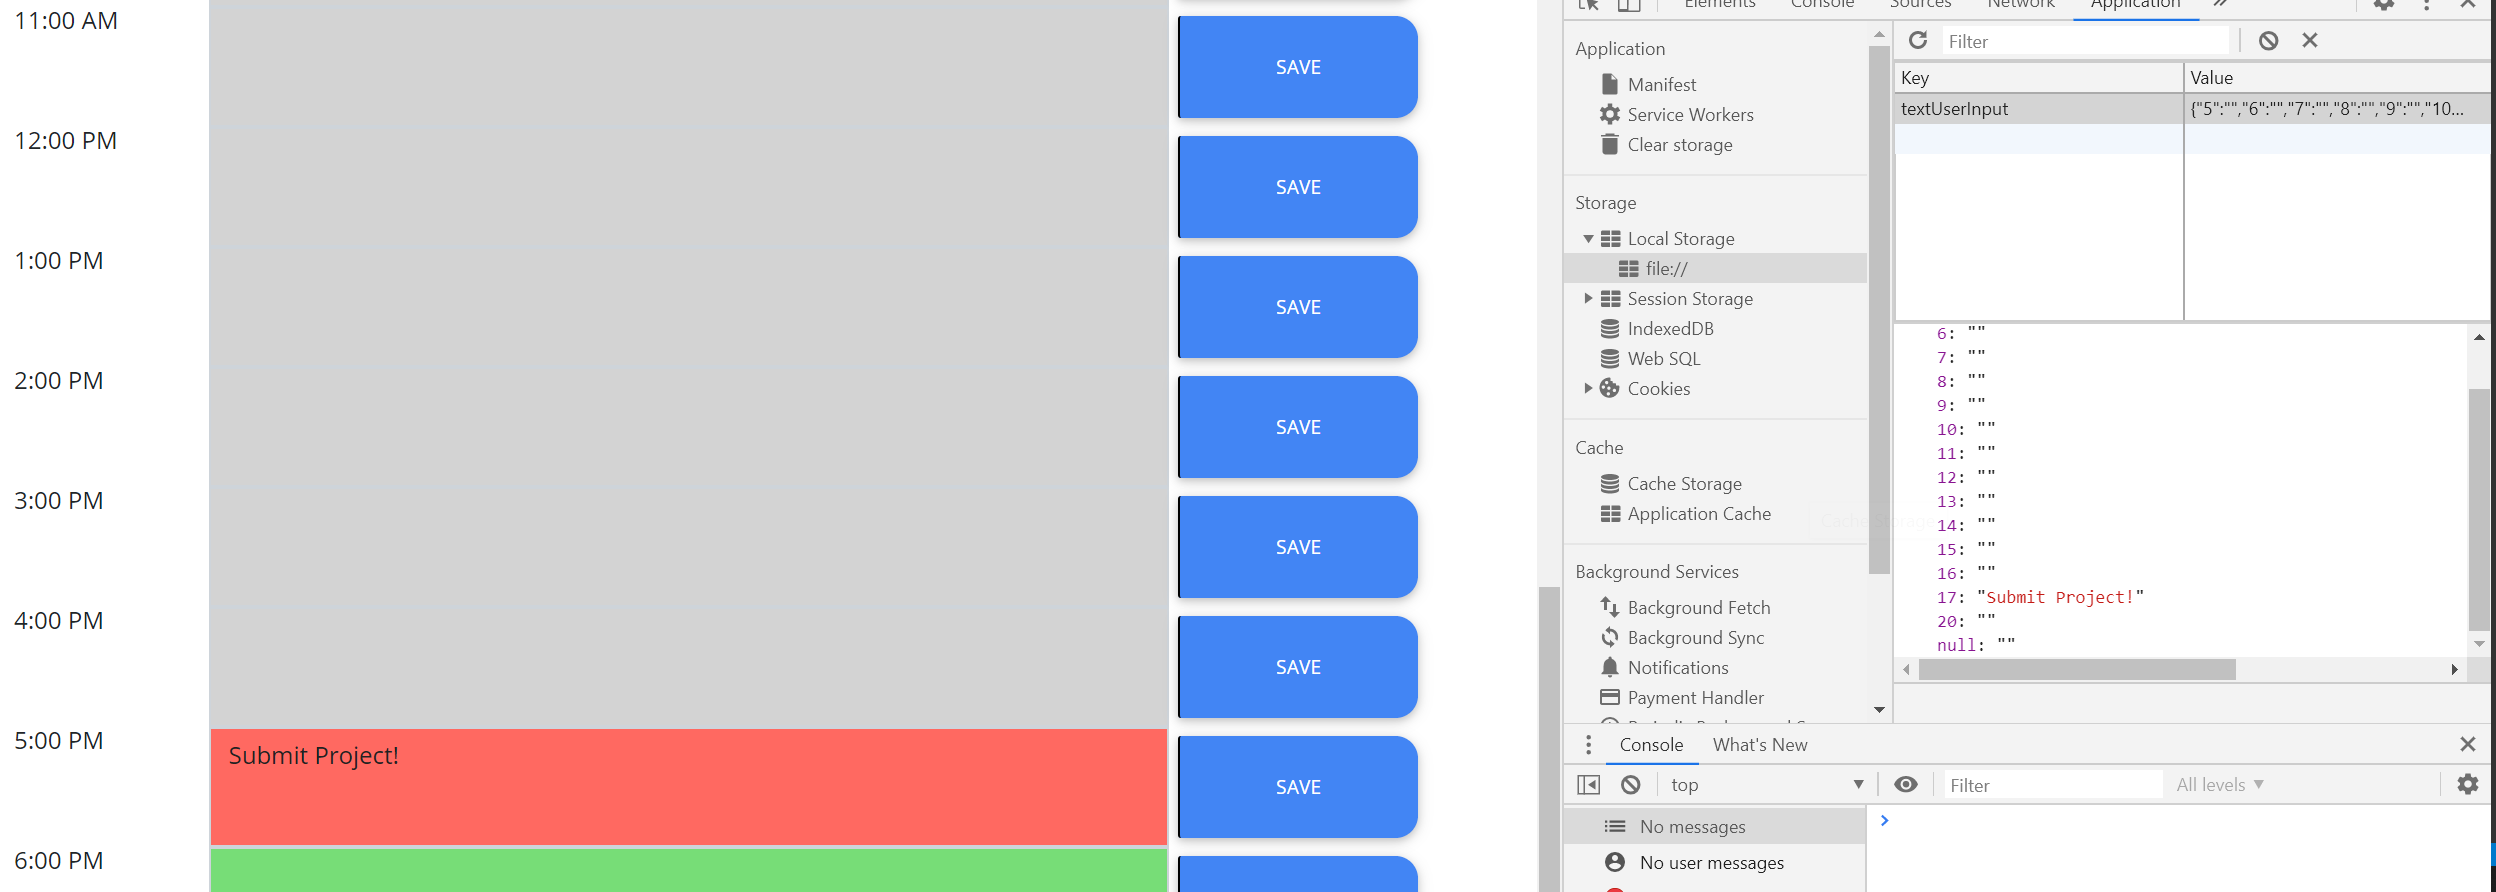 11:00 AM
SAVE
12:00 PM
SAVE
1:00 PM
SAVE
2:00 PM
SAVE
3:00 PM
SAVE
4:00 PM
SAVE
5:00 PM
Submit Project!
SAVE
6:00 PM
Elements Console Sources Network Application
Application
Manifest
Service Workers
Clear storage
Storage
Local Storage
file://
Session Storage
IndexedDB
Web SQL
Cookies
Cache
Cache Storage
Application Cache
Background Services
Background Fetch
Background Sync
Notifications
Payment Handler
Filter
Key Value
textUserInput {"5":"","6":"","7":"","8":"","9":"","10...
6: ""
7: ""
8: ""
9: ""
10: ""
11: ""
12: ""
13: ""
14: ""
15: ""
16: ""
17: "Submit Project!"
20: ""
null: ""
Cache Storage
Console What's New
top Filter All levels
No messages
No user messages